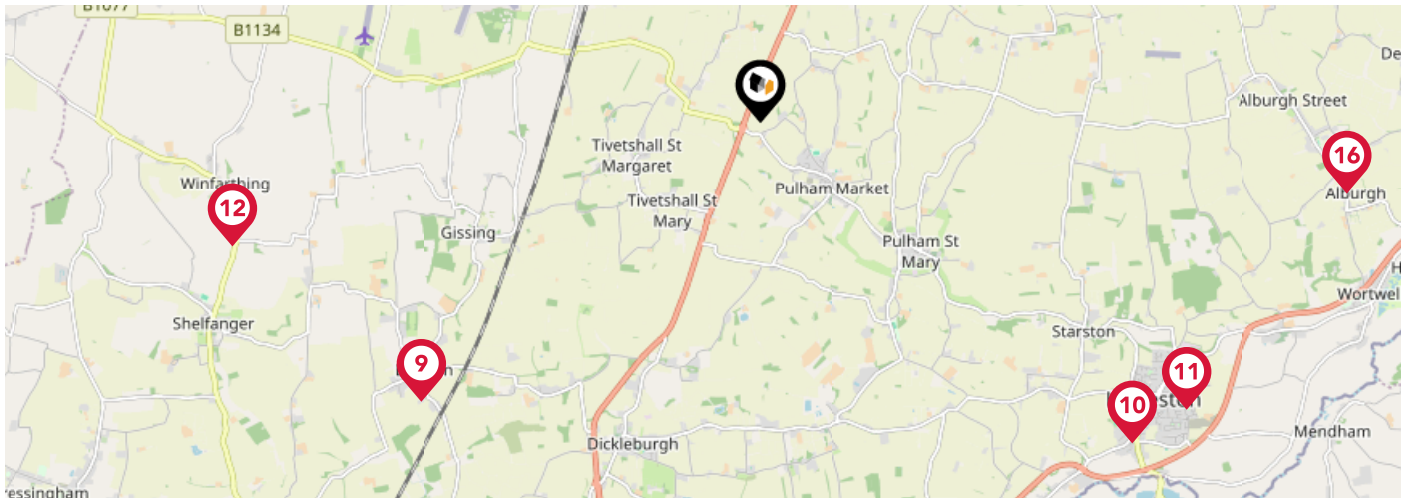 B1077
B1134
De
Alburgh Street
Tivetshall St
Margaret
16
Winfarthing
Pulham Market
Alburgh
12
Tivetshall St
Mary
Gissing
Pulham St
Mary
H
Wortwel
Shelfanger
Starston
9
11
10
Mendham
Dickleburgh
essingham